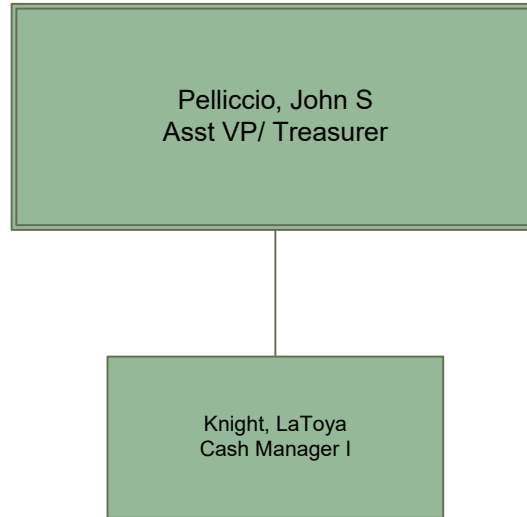 Pelliccio, John S
Asst VP/ Treasurer
Knight, LaToya
Cash Manager I